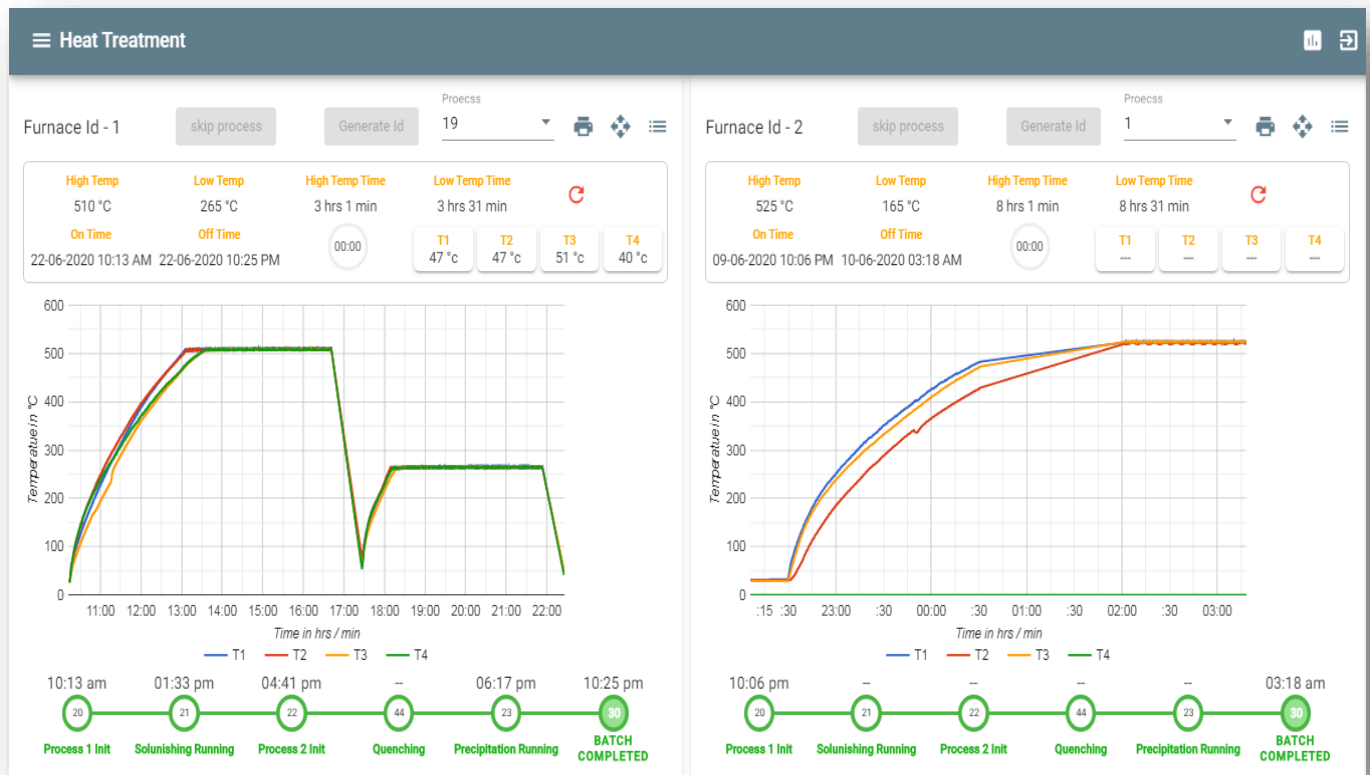 Heat Treatment
Furnace Id - 1
skip process
Generate Id
Proecss
19
High Temp
Low Temp
High Temp Time
Low Temp Time
510 °C
265 °C
3 hrs 1 min
3 hrs 31 min
On Time
Off Time
22-06-2020 10:13 AM
22-06-2020 10:25 PM
00:00
T1
T2
T3
T4
47 °c
47 °c
51 °c
40 °c
600
500
400
300
200
100
0
Temperatue in °C
11:00 12:00 13:00 14:00 15:00 16:00 17:00 18:00 19:00 20:00 21:00 22:00
Time in hrs / min
T1 T2 T3 T4
10:13 am 01:33 pm 04:41 pm -- 06:17 pm 10:25 pm
20 21 22 44 23 30
Process 1 Init
Solunishing Running
Process 2 Init
Quenching
Precipitation Running
BATCH
COMPLETED
Furnace Id - 2
skip process
Generate Id
Proecss
1
High Temp
Low Temp
High Temp Time
Low Temp Time
525 °C
165 °C
8 hrs 1 min
8 hrs 31 min
On Time
Off Time
09-06-2020 10:06 PM
10-06-2020 03:18 AM
00:00
T1
T2
T3
T4
---
---
---
---
600
500
400
300
200
100
0
Temperatue in °C
:15 :30 23:00 :30 00:00 :30 01:00 :30 02:00 :30 03:00
Time in hrs / min
T1 T2 T3 T4
10:06 pm -- -- -- -- 03:18 am
20 21 22 44 23 30
Process 1 Init
Solunishing Running
Process 2 Init
Quenching
Precipitation Running
BATCH
COMPLETED